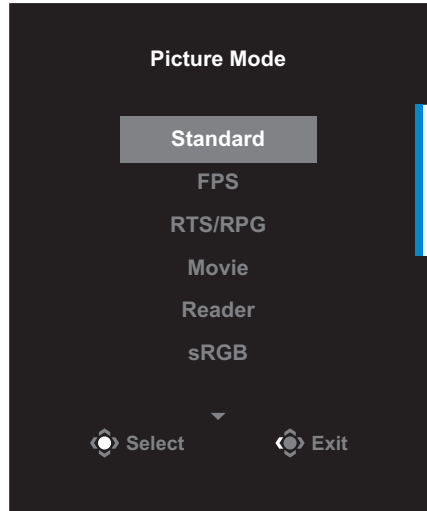 Picture Mode
Standard
FPS
RTS/RPG
Movie
Reader
sRGB
Select Exit